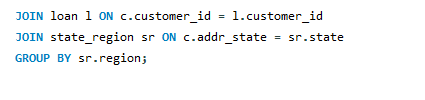 JOIN loan l ON c.customer_id = l.customer_id
JOIN state_region sr ON c.addr_state = sr.state
GROUP BY sr.region;